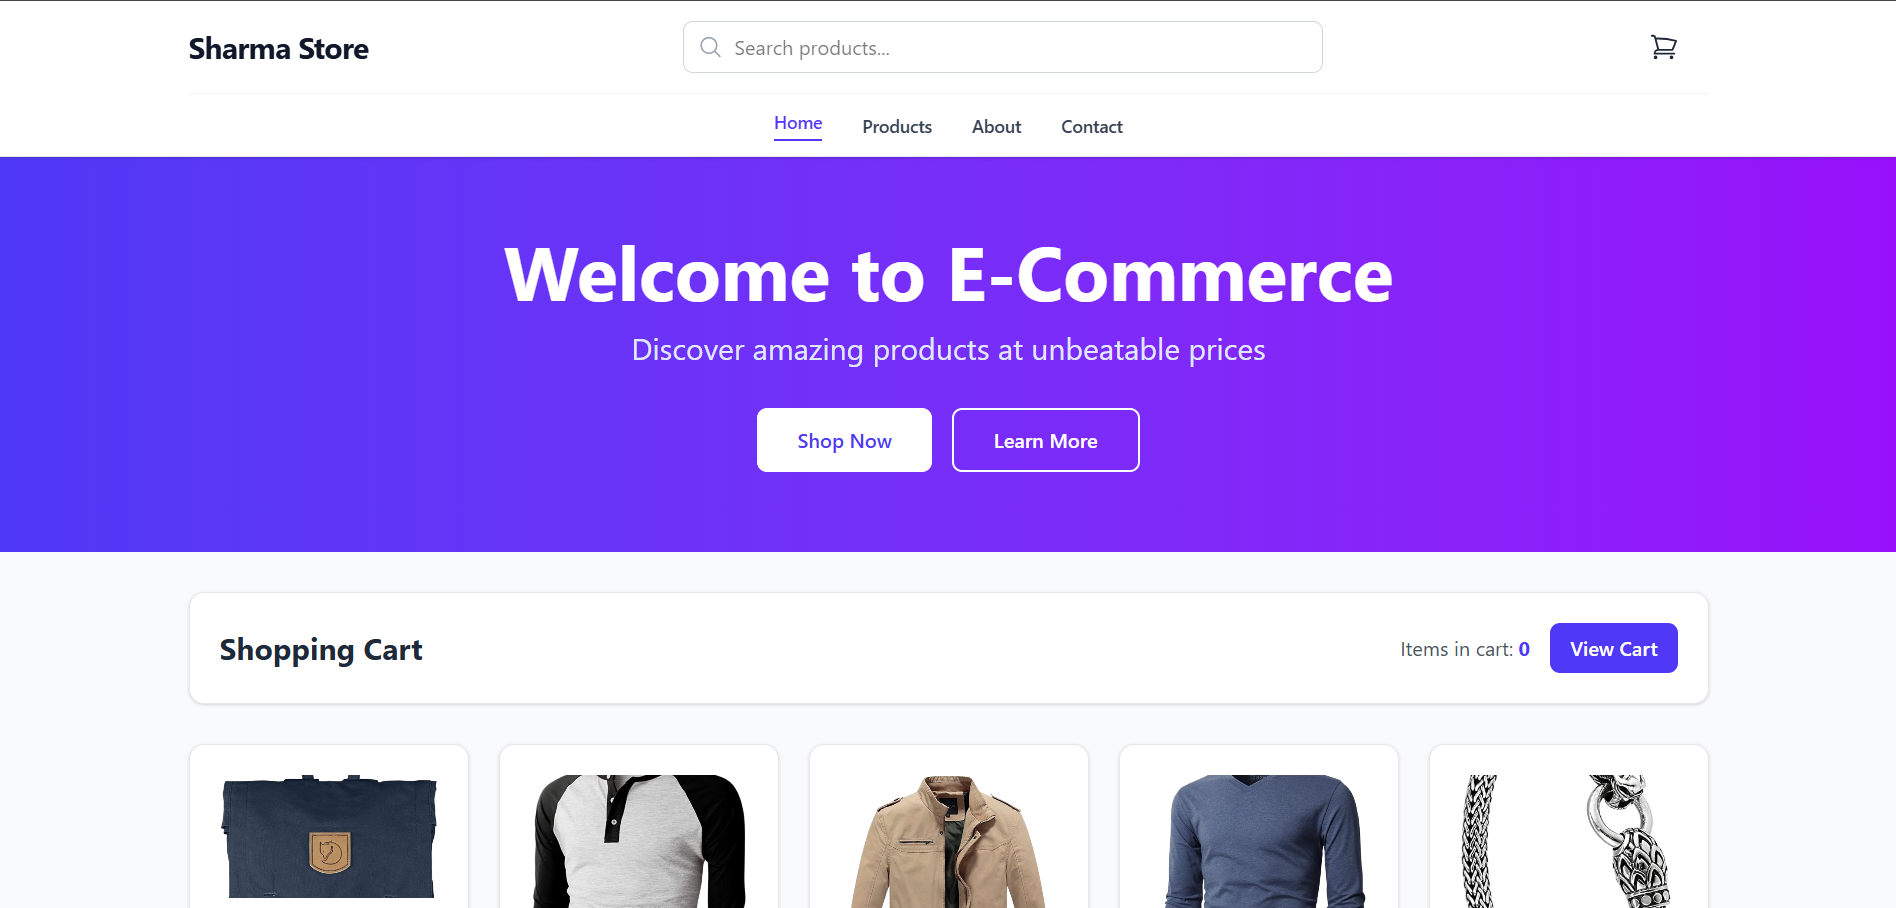 Sharma Store
Search products...
Home
Products
About
Contact
Welcome to E-Commerce
Discover amazing products at unbeatable prices
Shop Now
Learn More
Shopping Cart
Items in cart: 0
View Cart